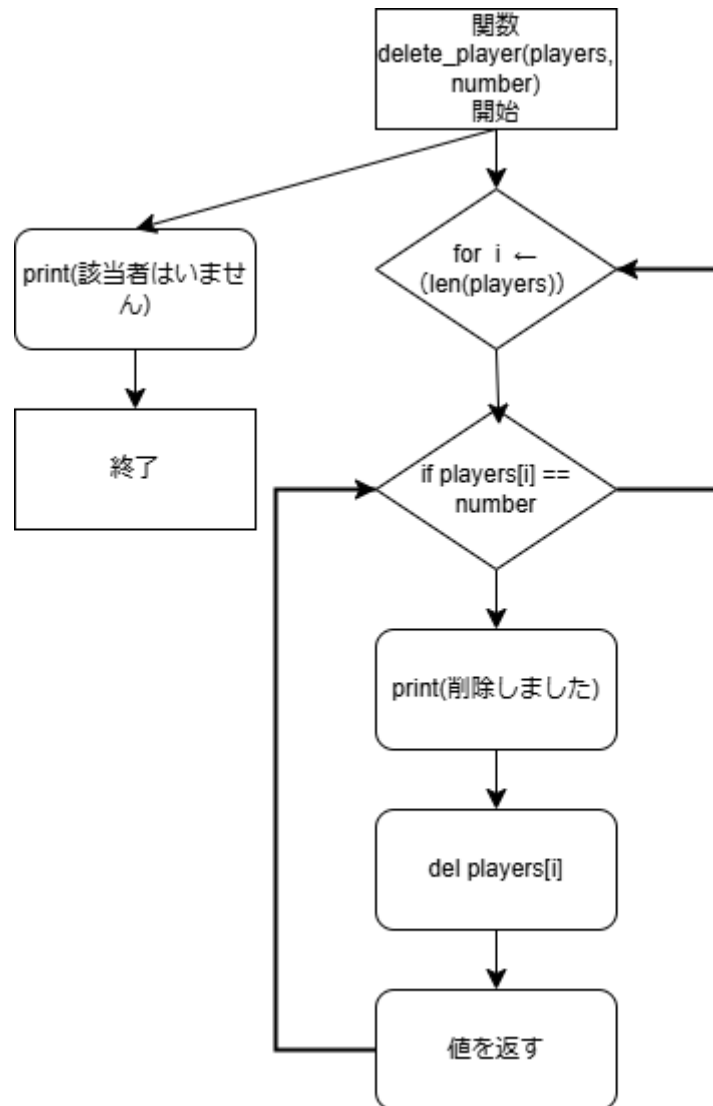 関数
delete_player(players,
number)
開始
print(該当者はいませ
ん)
for i ←
（len(players)）
終了
if players[i] ==
number
print(削除しました)
del players[i]
値を返す